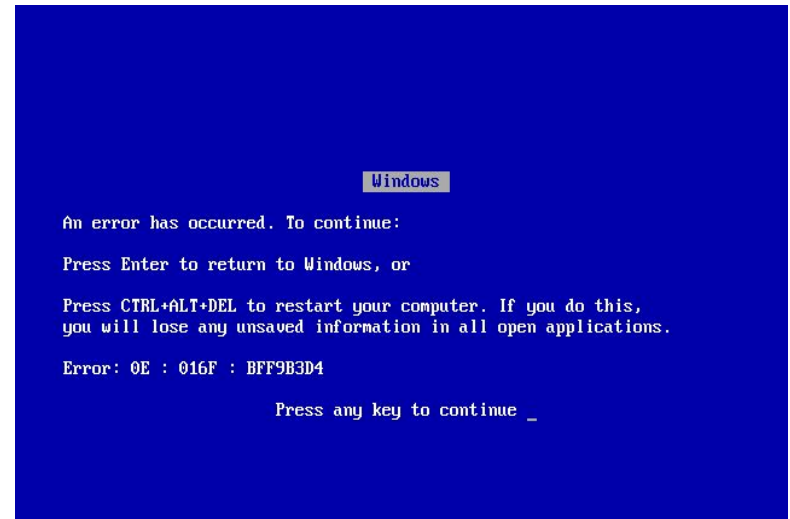 Windows
An error has occurred. To continue:
Press Enter to return to Windows, or
Press CTRL+ALT+DEL to restart your computer. If you do this,
you will lose any unsaved information in all open applications.
Error: 0E : 016F : BFF9B3D4
Press any key to continue _